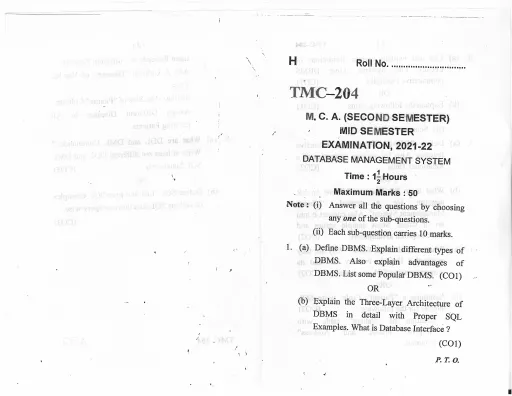 H
Roll No. ..............................
TMC–204
M. C. A. (SECOND SEMESTER)
MID SEMESTER
EXAMINATION, 2021-22
DATABASE MANAGEMENT SYSTEM
Time : 1 1/2 Hours
Maximum Marks : 50
Note : (i) Answer all the questions by choosing
any one of the sub-questions.
(ii) Each sub-question carries 10 marks.
1. (a) Define DBMS. Explain different types of
DBMS. Also explain advantages of
DBMS. List some Popular DBMS. (CO1)
OR
(b) Explain the Three-Layer Architecture of
DBMS in detail with Proper SQL
Examples. What is Database Interface ?
(CO1)
P. T. O.